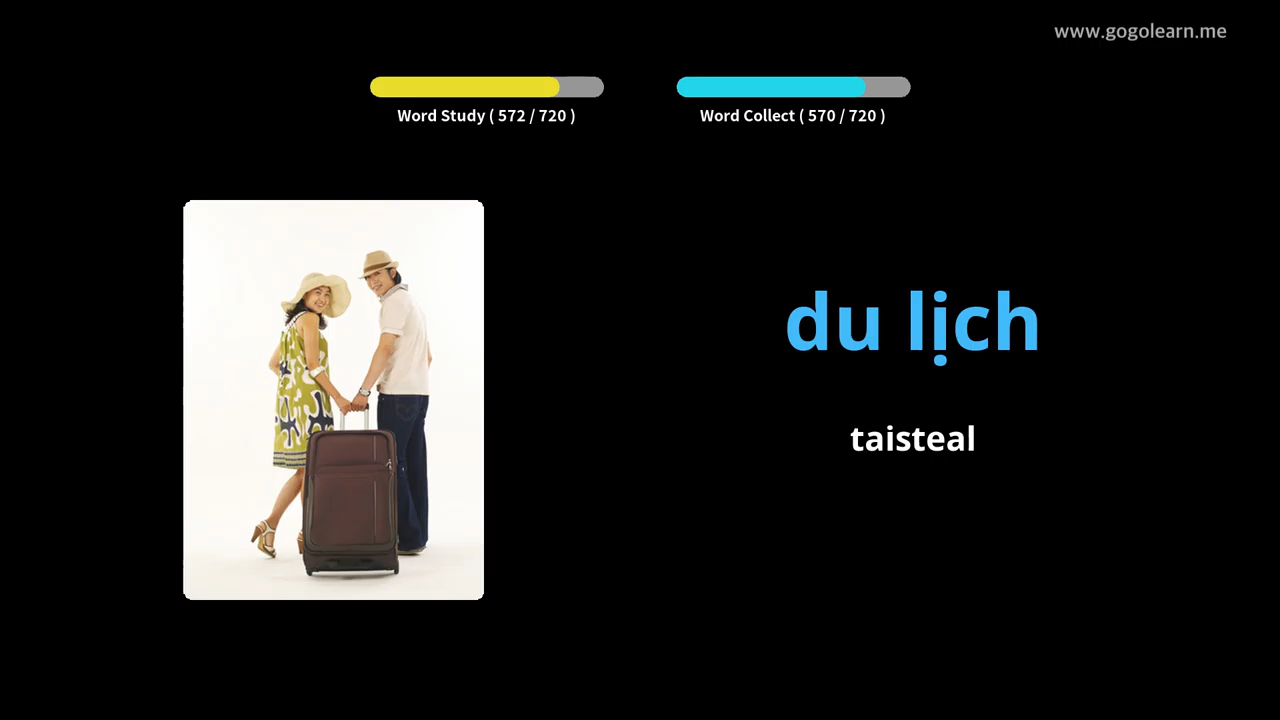 www.gogolearn.me
Word Study ( 572 / 720 )
Word Collect ( 570 / 720 )
du lịch
taisteal